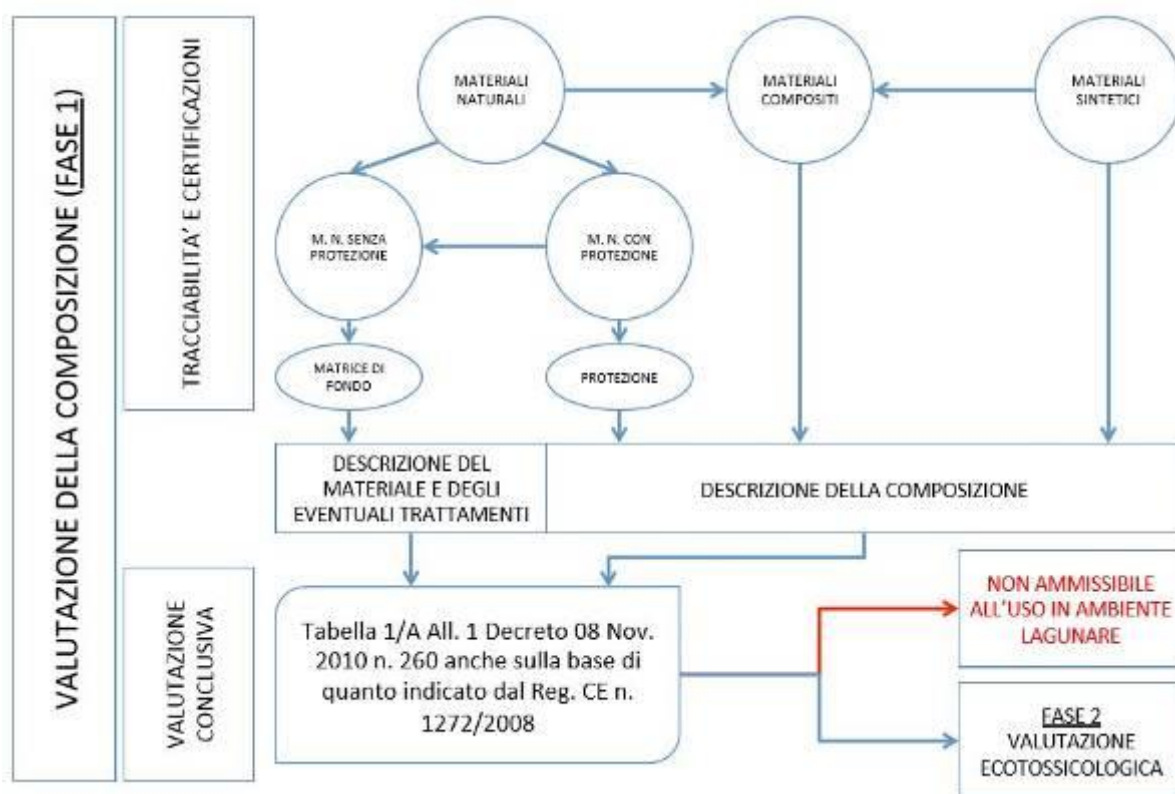 VALUTAZIONE DELLA COMPOSIZIONE (FASE 1)
TRACCIABILITA' E CERTIFICAZIONI
MATERIALI
NATURALI
MATERIALI
COMPOSITI
MATERIALI
SINTETICI
M. N. SENZA
PROTEZIONE
M. N. CON
PROTEZIONE
MATRICE DI
FONDO
PROTEZIONE
DESCRIZIONE DEL
MATERIALE E DEGLI
EVENTUALI TRATTAMENTI
DESCRIZIONE DELLA COMPOSIZIONE
VALUTAZIONE
CONCLUSIVA
Tabella 1/A All. 1 Decreto 08 Nov.
2010 n. 260 anche sulla base di
quanto indicato dal Reg. CE n.
1272/2008
NON AMMISSIBILE
ALL'USO IN AMBIENTE
LAGUNARE
FASE 2
VALUTAZIONE
ECOTOSSICOLOGICA